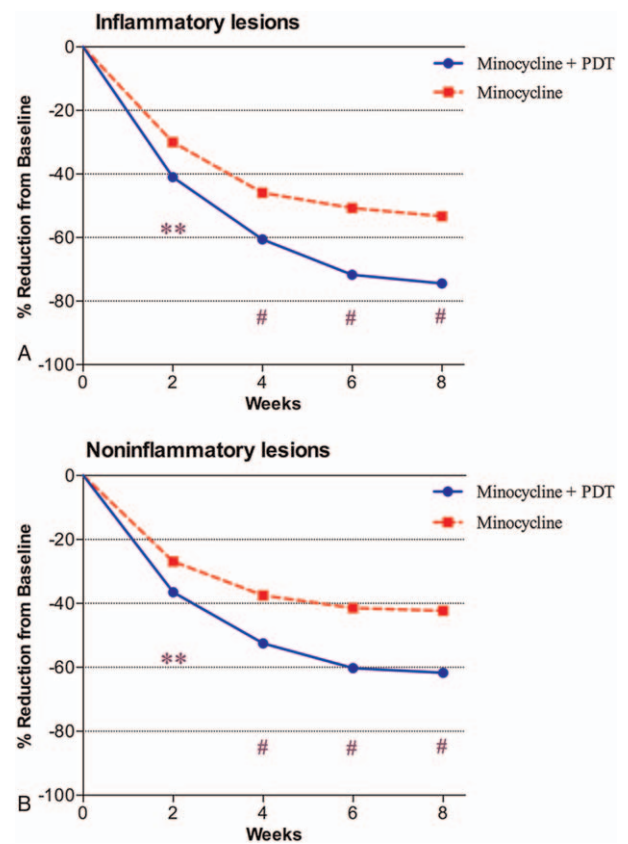 Inflammatory lesions
0
-20
-40
-60
-80
-100
% Reduction from Baseline
Minocycline + PDT
Minocycline
**
# # #
A
0 2 4 6 8
Weeks
Noninflammatory lesions
0
-20
-40
-60
-80
-100
% Reduction from Baseline
Minocycline + PDT
Minocycline
**
# # #
B
0 2 4 6 8
Weeks